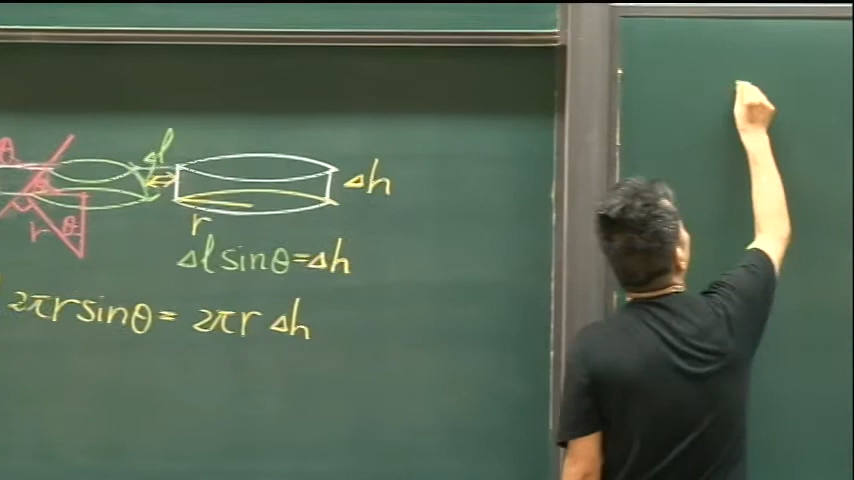 Δl
θ
θ
Δh
r
r
θ
Δl sinθ=Δh
2πr sinθ = 2πr Δh